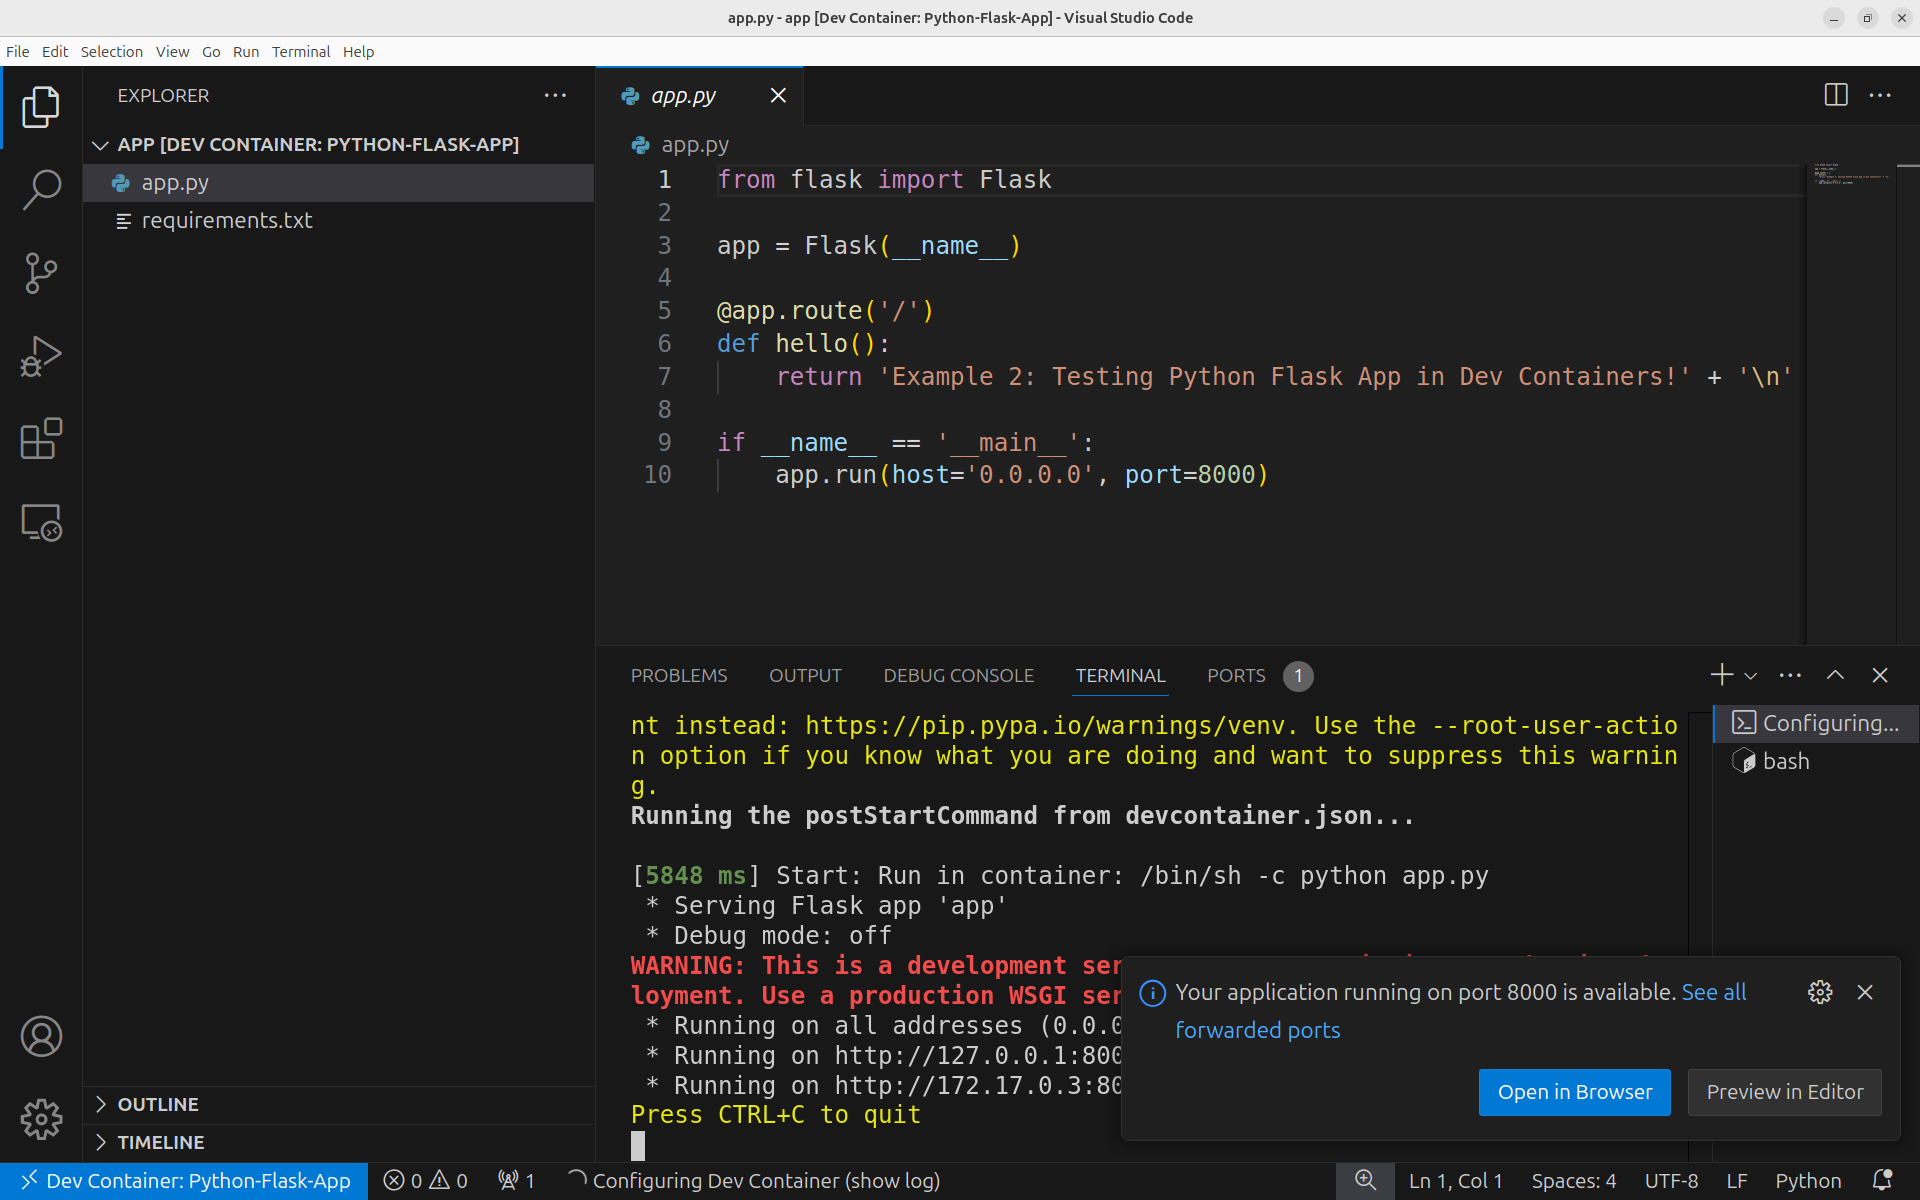 app.py - app [Dev Container: Python-Flask-App] - Visual Studio Code
File Edit Selection View Go Run Terminal Help
EXPLORER
APP [DEV CONTAINER: PYTHON-FLASK-APP]
app.py
requirements.txt
OUTLINE
TIMELINE
app.py
app.py
1 from flask import Flask
2
3 app = Flask(__name__)
4
5 @app.route('/')
6 def hello():
7 return 'Example 2: Testing Python Flask App in Dev Containers!' + '\n'
8
9 if __name__ == '__main__':
10 app.run(host='0.0.0.0', port=8000)
PROBLEMS OUTPUT DEBUG CONSOLE TERMINAL PORTS 1
nt instead: https://pip.pypa.io/warnings/venv. Use the --root-user-actio
n option if you know what you are doing and want to suppress this warnin
g.
Running the postStartCommand from devcontainer.json...
[5848 ms] Start: Run in container: /bin/sh -c python app.py
* Serving Flask app 'app'
* Debug mode: off
WARNING: This is a development ser
loyment. Use a production WSGI ser
* Running on all addresses (0.0.0
* Running on http://127.0.0.1:800
* Running on http://172.17.0.3:80
Press CTRL+C to quit
Configuring...
bash
Your application running on port 8000 is available. See all
forwarded ports
Open in Browser Preview in Editor
Dev Container: Python-Flask-App 0 0 1 Configuring Dev Container (show log) Ln 1, Col 1 Spaces: 4 UTF-8 LF Python